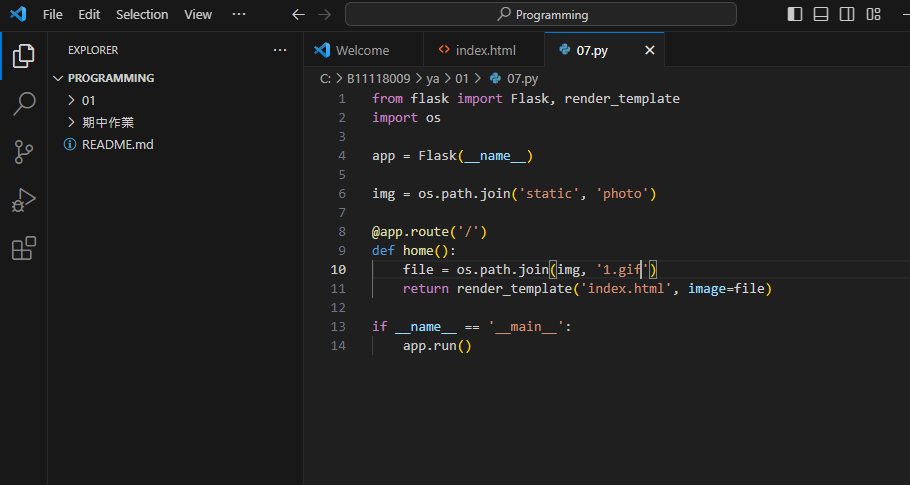 File Edit Selection View ··· Programming
EXPLORER ···
PROGRAMMING
01
期中作業
README.md
Welcome index.html 07.py
C: > B11118009 > ya > 01 > 07.py
1 from flask import Flask, render_template
2 import os
3
4 app = Flask(__name__)
5
6 img = os.path.join('static', 'photo')
7
8 @app.route('/')
9 def home():
10 file = os.path.join(img, '1.gif')
11 return render_template('index.html', image=file)
12
13 if __name__ == '__main__':
14 app.run()